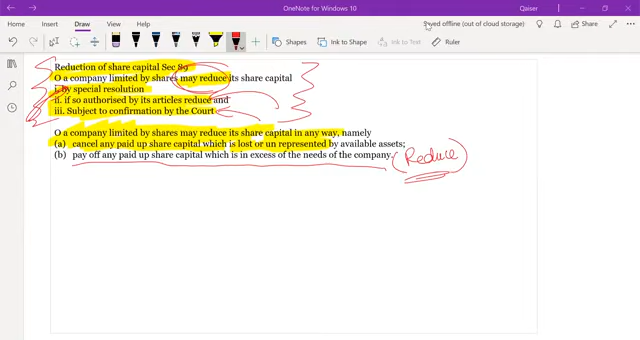 OneNote for Windows 10
Qaiser
Home Insert Draw View Help
Saved offline (out of cloud storage)
Shapes Ink to Shape Ink to Text Math Ruler
Reduction of share capital Sec 89
O a company limited by shares may reduce its share capital
i. by special resolution
ii. if so authorised by its articles reduce and
iii. Subject to confirmation by the Court
O a company limited by shares may reduce its share capital in any way, namely
(a) cancel any paid up share capital which is lost or un represented by available assets;
(b) pay off any paid up share capital which is in excess of the needs of the company. (Reduce)